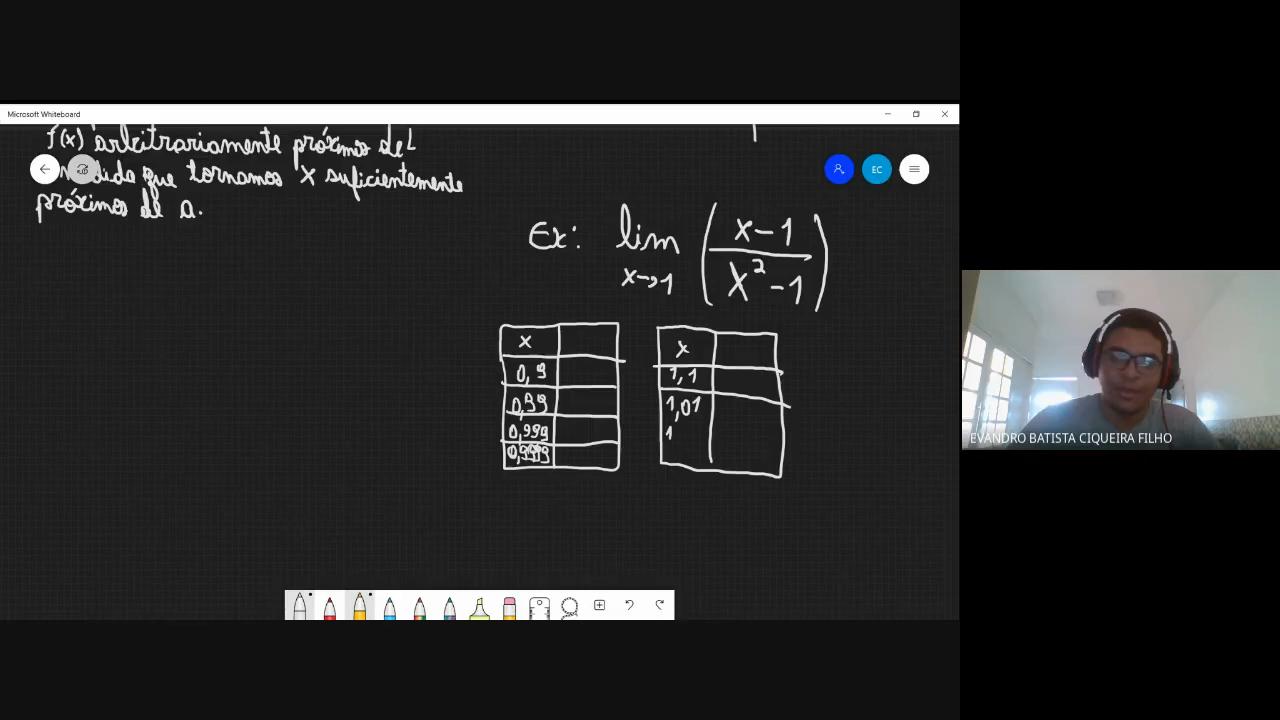 Microsoft Whiteboard
f(x) arbitrariamente próximos de L
medida que tornamos x suficientemente
próximos de a.
EC
Ex: lim (x-1 / x²-1)
x→1
x
0,9
0,99
0,999
0,9999
x
1,1
1,01
1
EVANDRO BATISTA CIQUEIRA FILHO